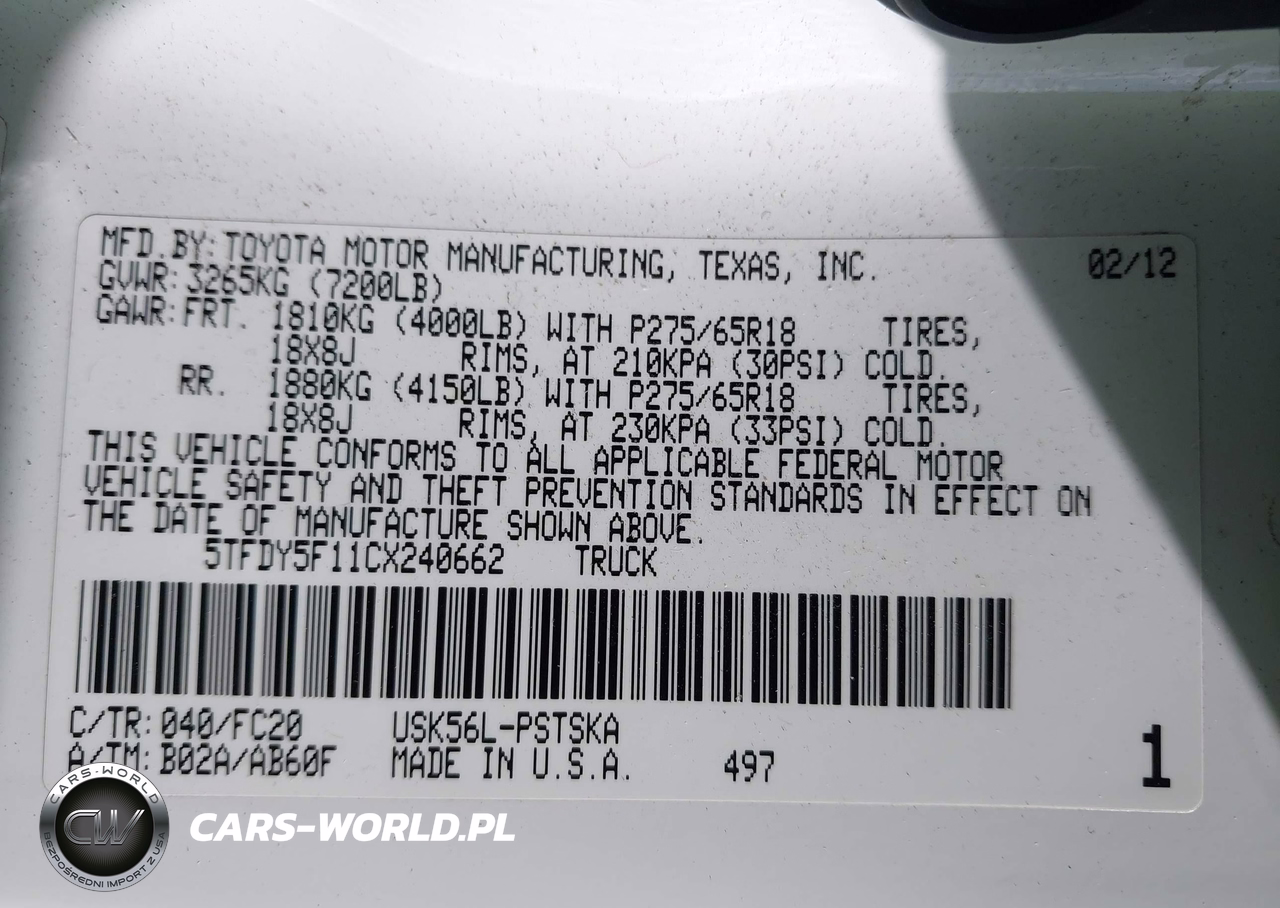 MFD.BY: TOYOTA MOTOR MANUFACTURING, TEXAS, INC. 02/12
GVWR: 3265KG (7200LB)
GAWR: FRT. 1810KG (4000LB) WITH P275/65R18 TIRES,
18X8J RIMS, AT 210KPA (30PSI) COLD.
RR. 1880KG (4150LB) WITH P275/65R18 TIRES,
18X8J RIMS, AT 230KPA (33PSI) COLD.
THIS VEHICLE CONFORMS TO ALL APPLICABLE FEDERAL MOTOR
VEHICLE SAFETY AND THEFT PREVENTION STANDARDS IN EFFECT ON
THE DATE OF MANUFACTURE SHOWN ABOVE.
5TFDY5F11CX240662 TRUCK
C/TR: 040/FC20 USK56L-PSTSKA
A/TM: B02A/AB60F MADE IN U.S.A. 497 1
CARS-WORLD
CW
BEZPOŚREDNI IMPORT Z USA
CARS-WORLD.PL